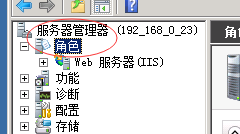 服务器管理器 (192_168_0_23)
角色
Web 服务器(IIS)
功能
诊断
配置
存储
角